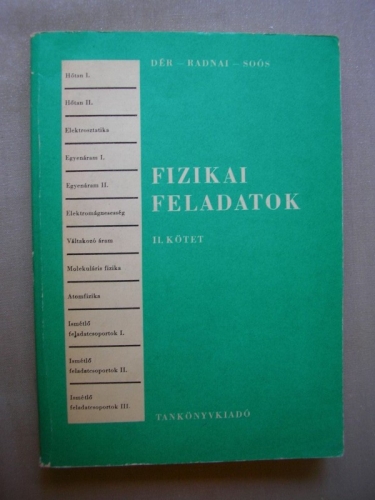 DÉR – RADNAI – SOÓS
FIZIKAI
FELADATOK
II. KÖTET
Hőtan I.
Hőtan II.
Elektrosztatika
Egyenáram I.
Egyenáram II.
Elektromágnesesség
Váltakozó áram
Molekuláris fizika
Atomfizika
Ismétlő
feladatcsoportok I.
Ismétlő
feladatcsoportok II.
Ismétlő
feladatcsoportok III.
TANKÖNYVKIADÓ